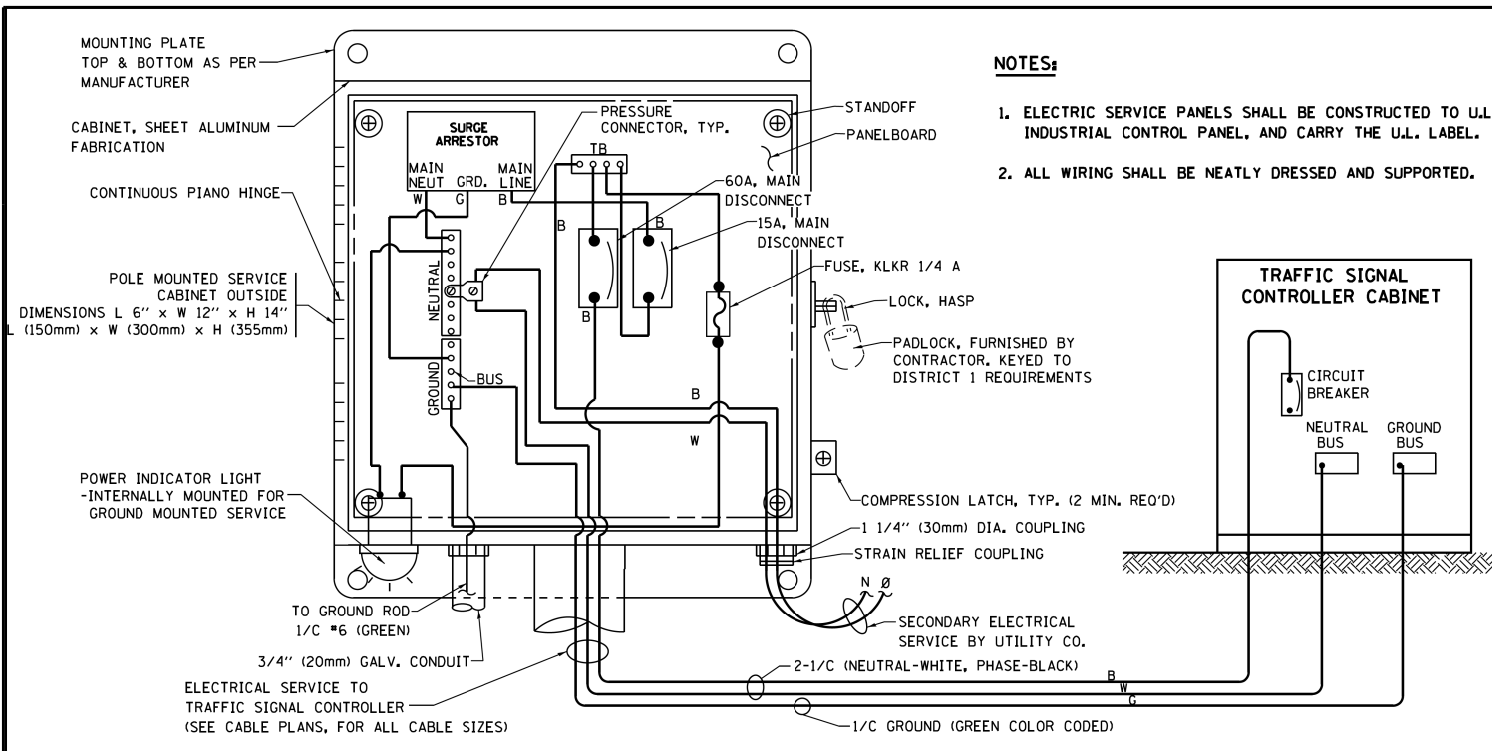 MOUNTING PLATE
TOP & BOTTOM AS PER
MANUFACTURER
CABINET, SHEET ALUMINUM
FABRICATION
CONTINUOUS PIANO HINGE
POLE MOUNTED SERVICE
CABINET OUTSIDE
DIMENSIONS L 6" x W 12" x H 14"
L (150mm) x W (300mm) x H (355mm)
POWER INDICATOR LIGHT
-INTERNALLY MOUNTED FOR
GROUND MOUNTED SERVICE
TO GROUND ROD
1/C #6 (GREEN)
3/4" (20mm) GALV. CONDUIT
ELECTRICAL SERVICE TO
TRAFFIC SIGNAL CONTROLLER
(SEE CABLE PLANS, FOR ALL CABLE SIZES)
SURGE
ARRESTOR
MAIN
NEUT
GRD.
MAIN
LINE
W
G
B
PRESSURE
CONNECTOR, TYP.
TB
NEUTRAL
GROUND
BUS
B
B
B
B
W
STANDOFF
PANELBOARD
60A, MAIN
DISCONNECT
15A, MAIN
DISCONNECT
FUSE, KLKR 1/4 A
LOCK, HASP
PADLOCK, FURNISHED BY
CONTRACTOR. KEYED TO
DISTRICT 1 REQUIREMENTS
COMPRESSION LATCH, TYP. (2 MIN. REQ'D)
1 1/4" (30mm) DIA. COUPLING
STRAIN RELIEF COUPLING
N Ø
SECONDARY ELECTRICAL
SERVICE BY UTILITY CO.
2-1/C (NEUTRAL-WHITE, PHASE-BLACK)
B
W
G
1/C GROUND (GREEN COLOR CODED)
NOTES:
1. ELECTRIC SERVICE PANELS SHALL BE CONSTRUCTED TO U.L
INDUSTRIAL CONTROL PANEL, AND CARRY THE U.L. LABEL.
2. ALL WIRING SHALL BE NEATLY DRESSED AND SUPPORTED.
TRAFFIC SIGNAL
CONTROLLER CABINET
CIRCUIT
BREAKER
NEUTRAL
BUS
GROUND
BUS